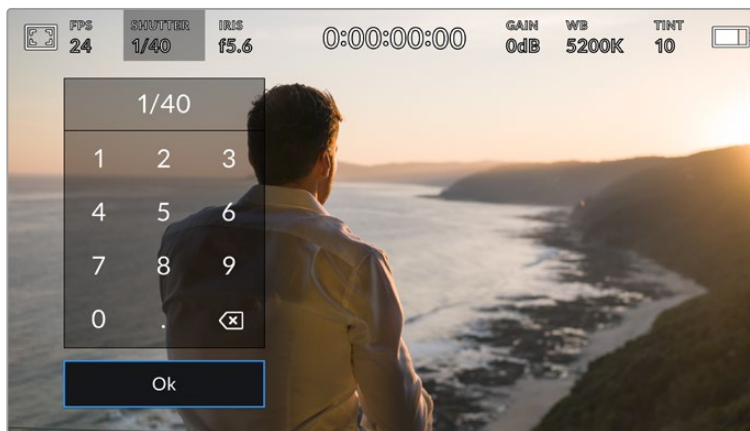 FPS SHUTTER IRIS GAIN WB TINT
24 1/40 f5.6 0:00:00:00 0dB 5200K 10
1/40
1 2 3
4 5 6
7 8 9
0 .
Ok